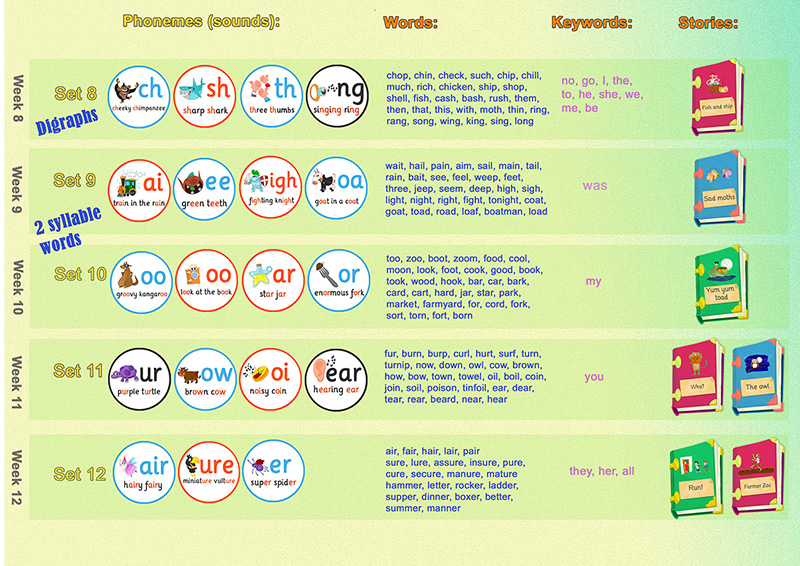 Phonemes (sounds):
Words:
Keywords:
Stories:
Week 8
Set 8
Digraphs
ch
cheeky chimpanzee
sh
sharp shark
th
three thumbs
ng
singing ring
chop, chin, check, such, chip, chill,
much, rich, chicken, ship, shop,
shell, fish, cash, bash, rush, them,
then, that, this, with, moth, thin, ring,
rang, song, wing, king, sing, long
no, go, I, the,
to, he, she, we,
me, be
Fish and ship
Week 9
Set 9
2 syllable
words
ai
train in the rain
ee
green teeth
igh
fighting knight
oa
goat in a coat
wait, hail, pain, aim, sail, main, tail,
rain, bait, see, feel, weep, feet,
three, jeep, seem, deep, high, sigh,
light, night, right, fight, tonight, coat,
goat, toad, road, loaf, boatman, load
was
Sad moths
Week 10
Set 10
oo
groovy kangaroo
oo
look at the book
ar
star jar
or
enormous fork
too, zoo, boot, zoom, food, cool,
moon, look, foot, cook, good, book,
took, wood, hook, bar, car, bark,
card, cart, hard, jar, star, park,
market, farmyard, for, cord, fork,
sort, torn, fort, born
my
Yum yum
toad
Week 11
Set 11
ur
purple turtle
ow
brown cow
oi
noisy coin
ear
hearing ear
fur, burn, burp, curl, hurt, surf, turn,
turnip, now, down, owl, cow, brown,
how, bow, town, towel, oil, boil, coin,
join, soil, poison, tinfoil, ear, dear,
tear, rear, beard, near, hear
you
Who?
The owl
Week 12
Set 12
air
hairy fairy
ure
miniature vulture
er
super spider
air, fair, hair, lair, pair
sure, lure, assure, insure, pure,
cure, secure, manure, mature
hammer, letter, rocker, ladder,
supper, dinner, boxer, better,
summer, manner
they, her, all
Run!
Farmer Zac